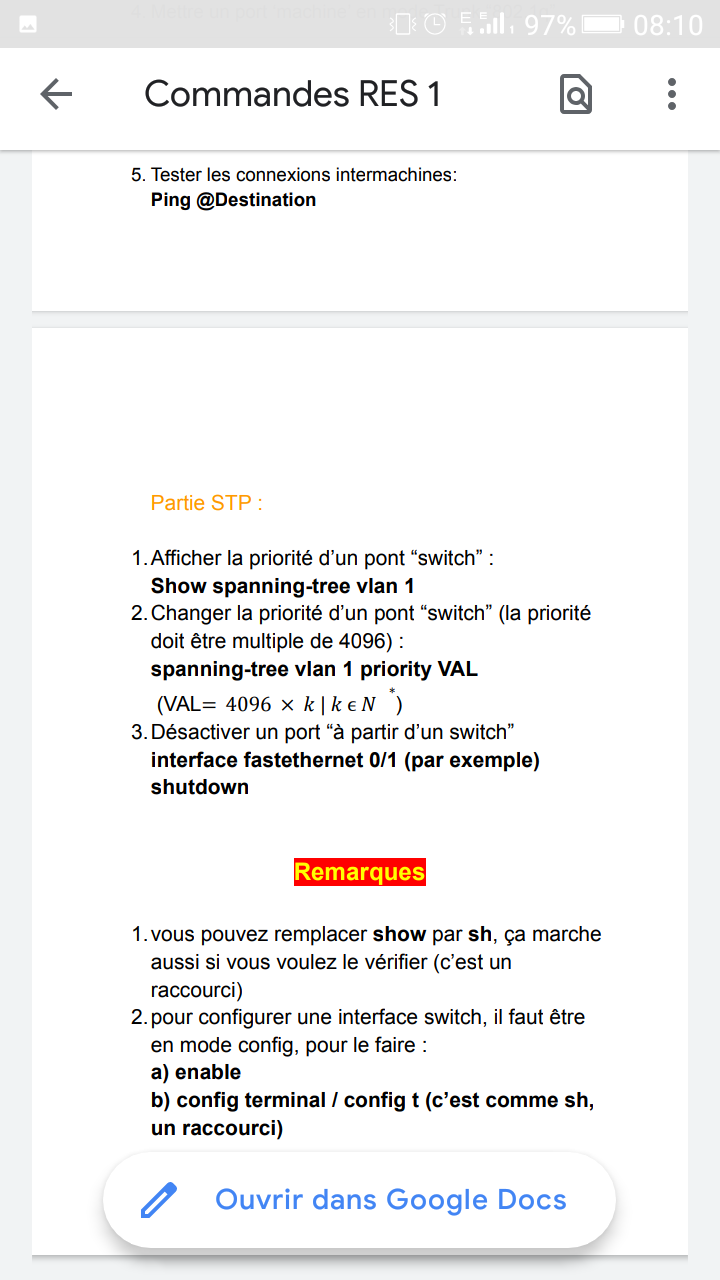 97% 08:10
Commandes RES 1
5. Tester les connexions intermachines:
Ping @Destination
Partie STP :
1. Afficher la priorité d’un pont “switch” :
Show spanning-tree vlan 1
2. Changer la priorité d’un pont “switch” (la priorité
doit être multiple de 4096) :
spanning-tree vlan 1 priority VAL
(VAL= 4096 × k | k ϵ N *)
3. Désactiver un port “à partir d’un switch”
interface fastethernet 0/1 (par exemple)
shutdown
Remarques
1. vous pouvez remplacer show par sh, ça marche
aussi si vous voulez le vérifier (c’est un
raccourci)
2. pour configurer une interface switch, il faut être
en mode config, pour le faire :
a) enable
b) config terminal / config t (c’est comme sh,
un raccourci)
Ouvrir dans Google Docs